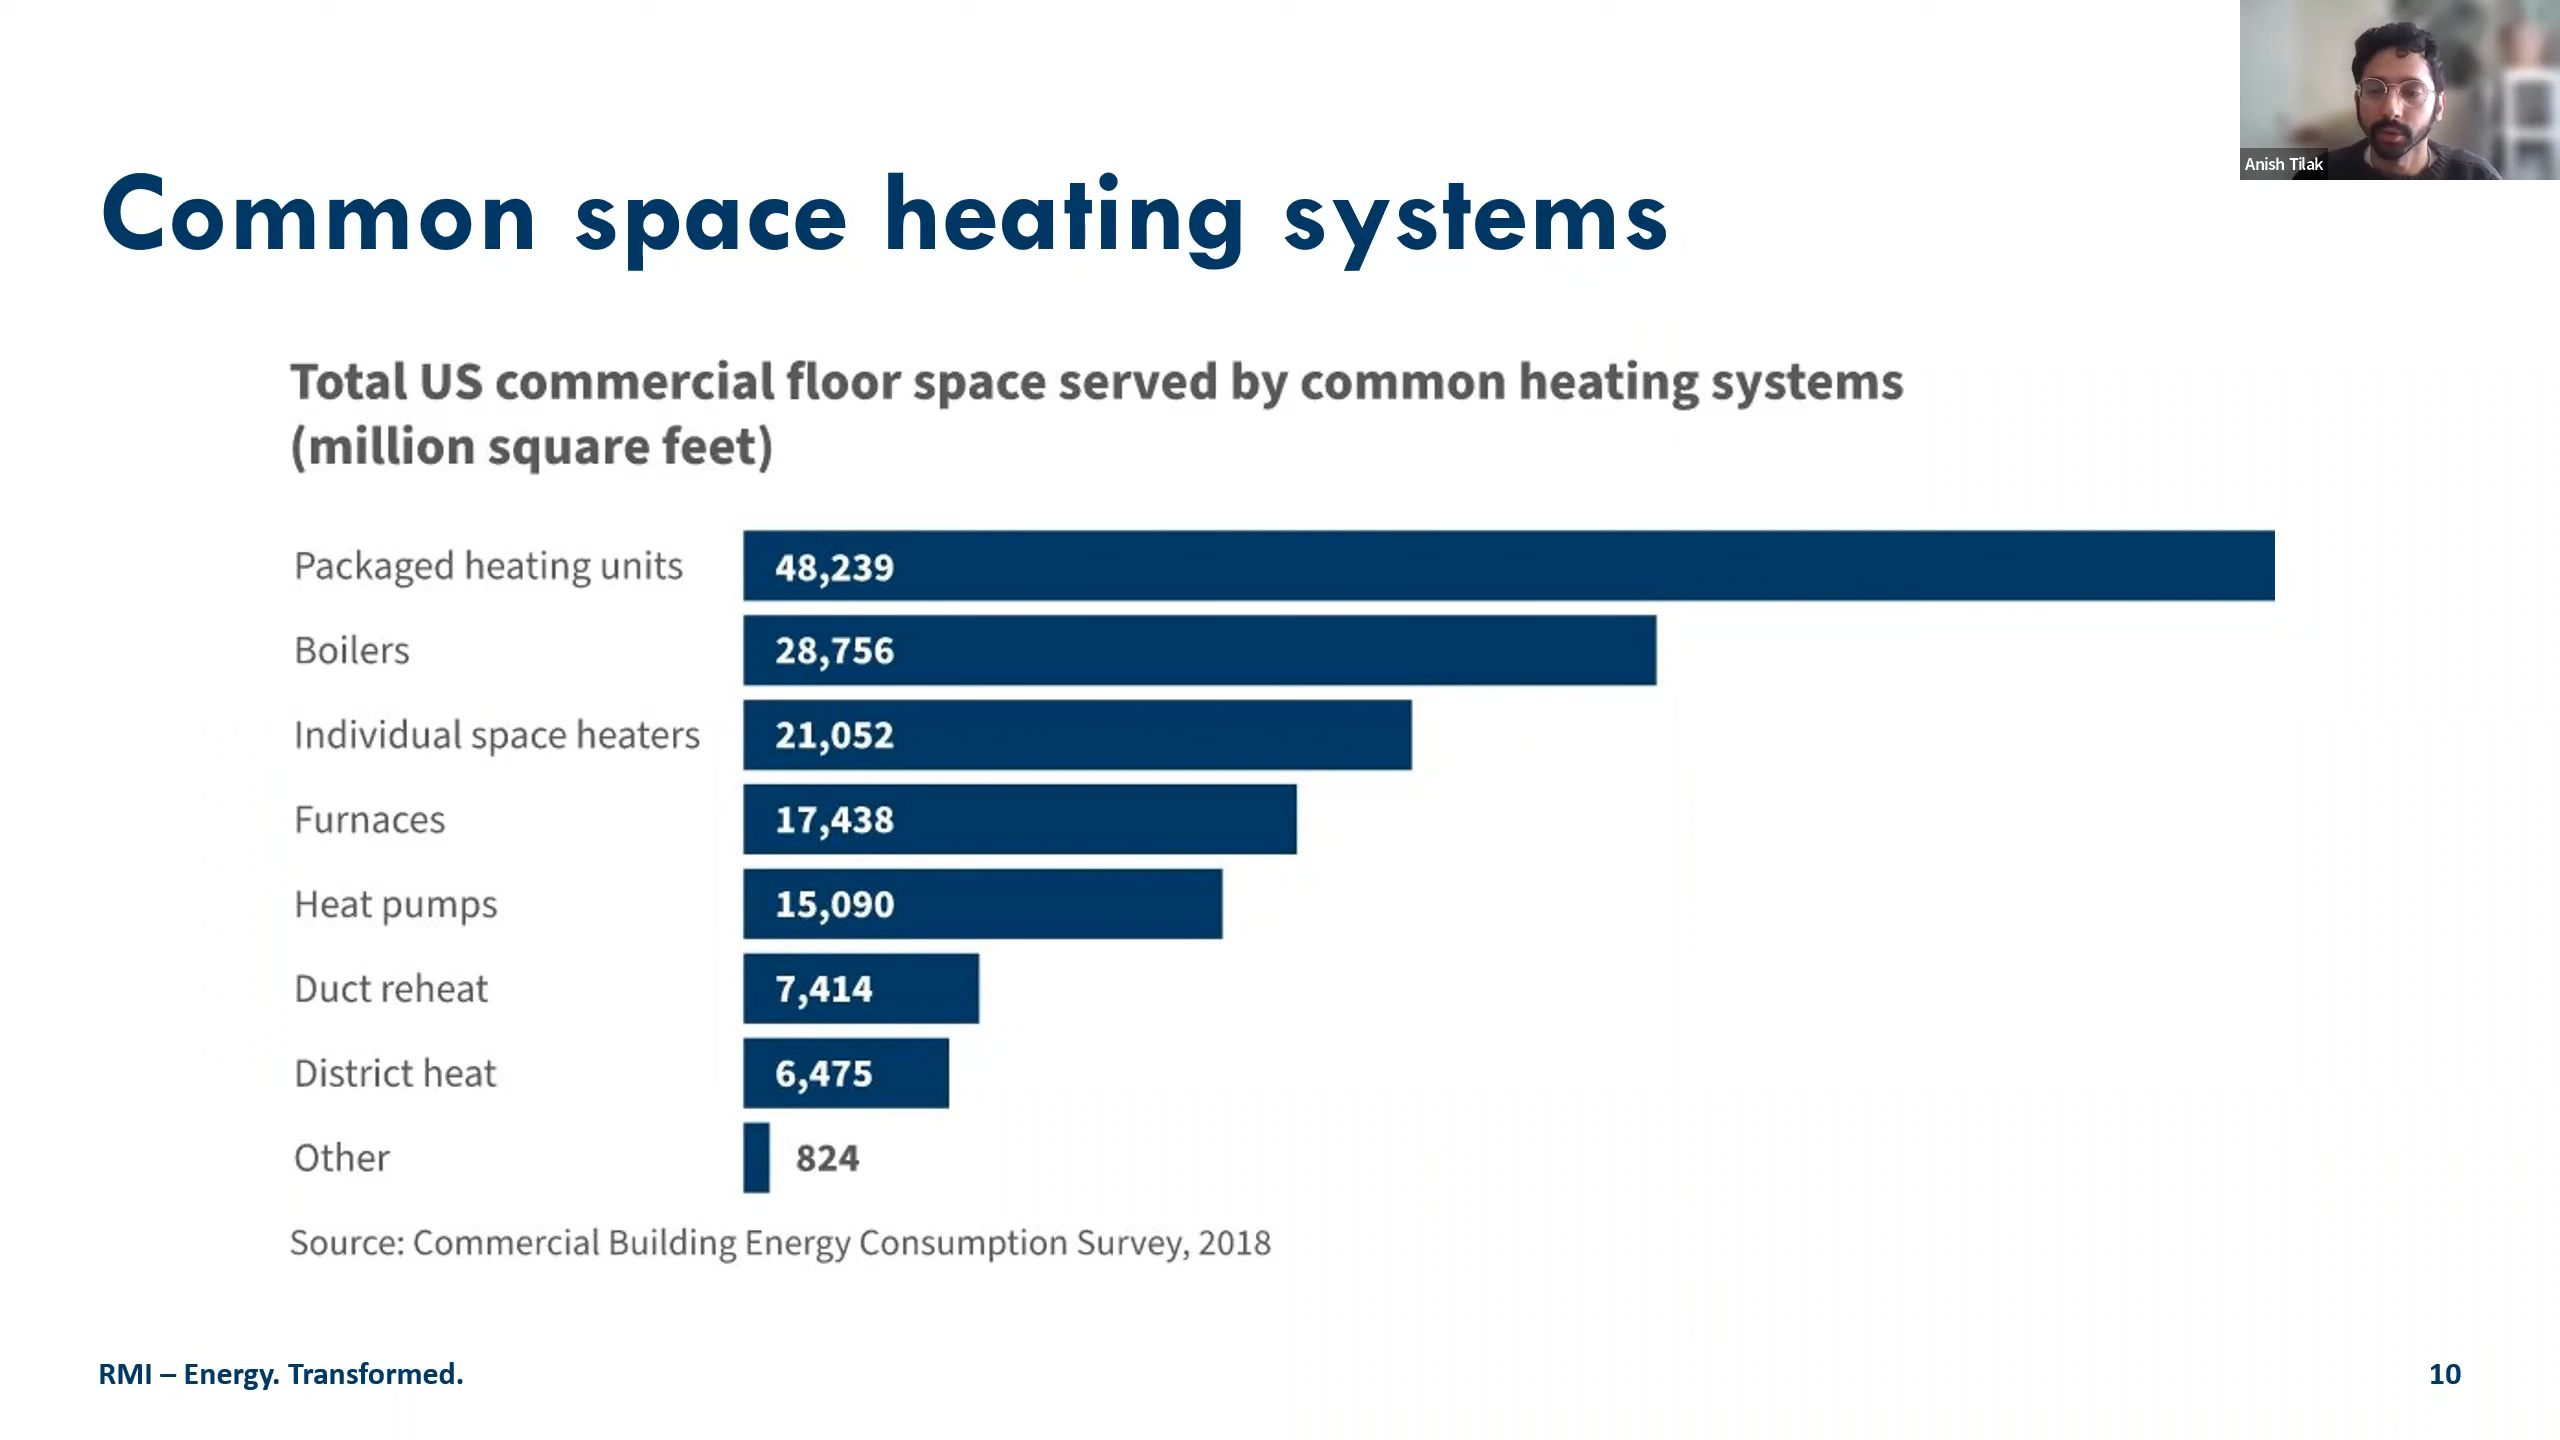 Anish Tilak
Common space heating systems
Total US commercial floor space served by common heating systems
(million square feet)
Packaged heating units 48,239
Boilers 28,756
Individual space heaters 21,052
Furnaces 17,438
Heat pumps 15,090
Duct reheat 7,414
District heat 6,475
Other 824
Source: Commercial Building Energy Consumption Survey, 2018
RMI – Energy. Transformed. 10